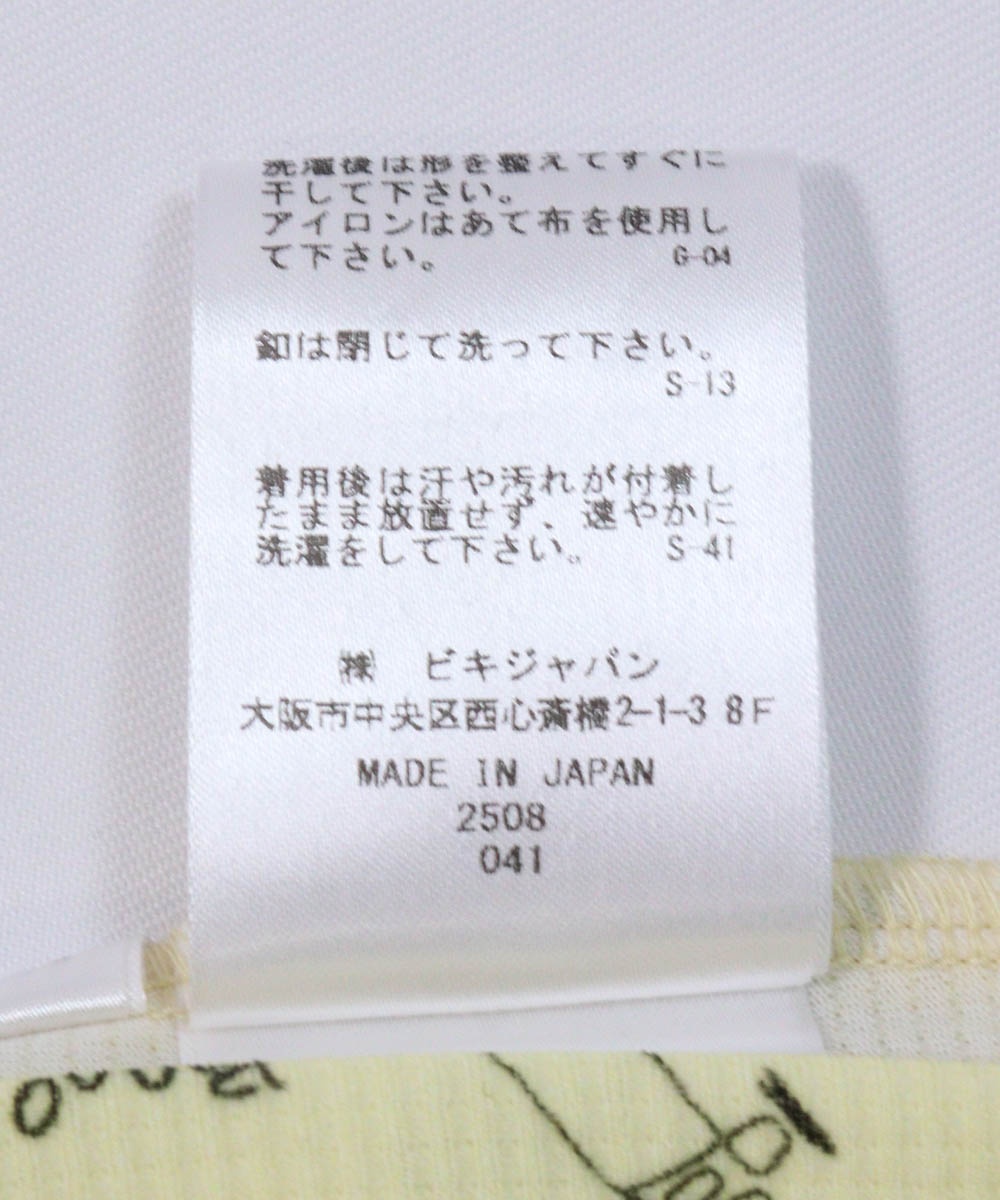 洗濯後は形を整えてすぐに
干して下さい。
アイロンはあて布を使用し
て下さい。 G-04
釦は閉じて洗って下さい。
S-13
着用後は汗や汚れが付着し
たまま放置せず、速やかに
洗濯をして下さい。 S-41
㈱ ビキジャパン
大阪市中央区西心斎橋2-1-3 8F
MADE IN JAPAN
2508
041